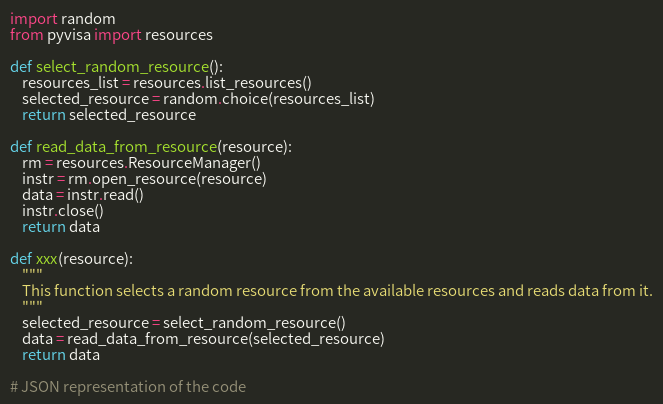 import random
from pyvisa import resources

def select_random_resource():
    resources_list = resources.list_resources()
    selected_resource = random.choice(resources_list)
    return selected_resource

def read_data_from_resource(resource):
    rm = resources.ResourceManager()
    instr = rm.open_resource(resource)
    data = instr.read()
    instr.close()
    return data

def xxx(resource):
    """
    This function selects a random resource from the available resources and reads data from it.
    """
    selected_resource = select_random_resource()
    data = read_data_from_resource(selected_resource)
    return data

# JSON representation of the code